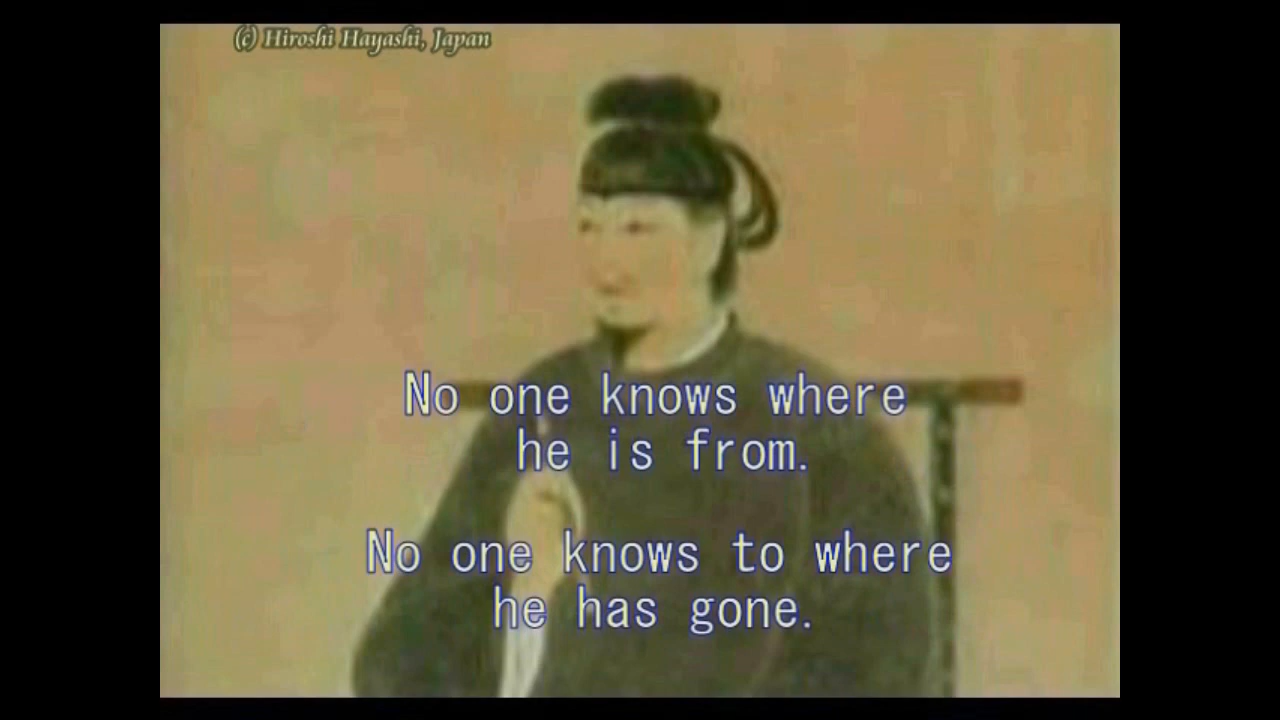 (c) Hiroshi Hayashi, Japan
No one knows where
he is from.
No one knows to where
he has gone.